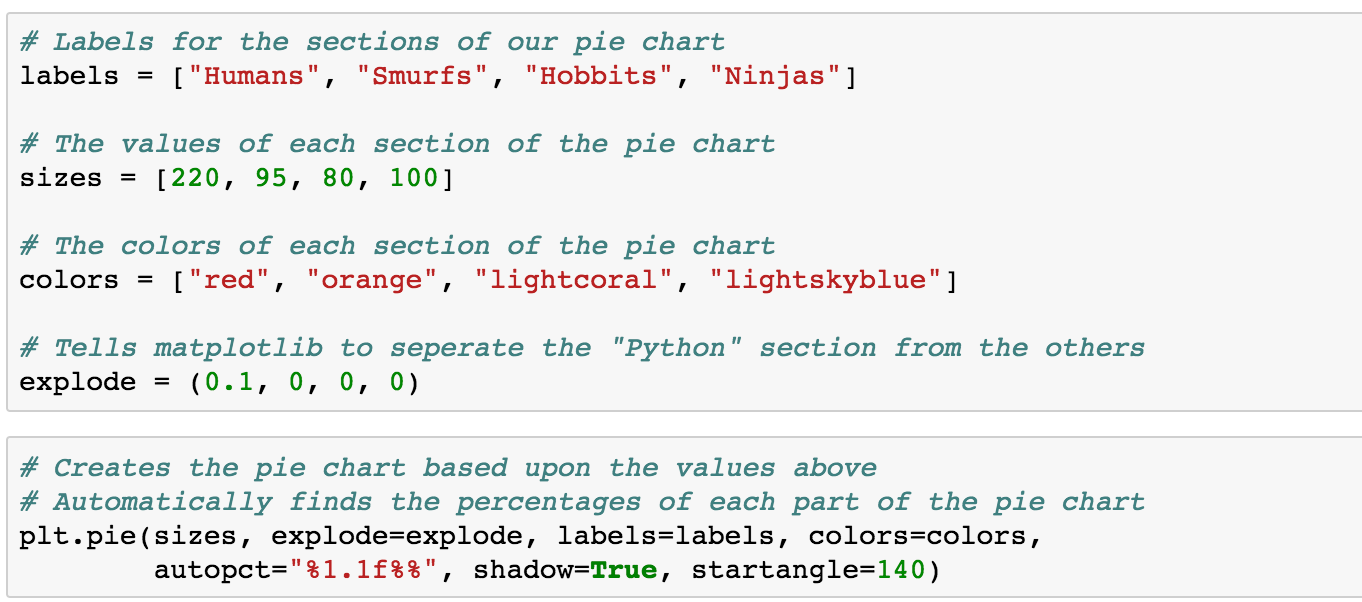 # Labels for the sections of our pie chart
labels = ["Humans", "Smurfs", "Hobbits", "Ninjas"]
# The values of each section of the pie chart
sizes = [220, 95, 80, 100]
# The colors of each section of the pie chart
colors = ["red", "orange", "lightcoral", "lightskyblue"]
# Tells matplotlib to seperate the "Python" section from the others
explode = (0.1, 0, 0, 0)
# Creates the pie chart based upon the values above
# Automatically finds the percentages of each part of the pie chart
plt.pie(sizes, explode=explode, labels=labels, colors=colors,
        autopct="%1.1f%%", shadow=True, startangle=140)